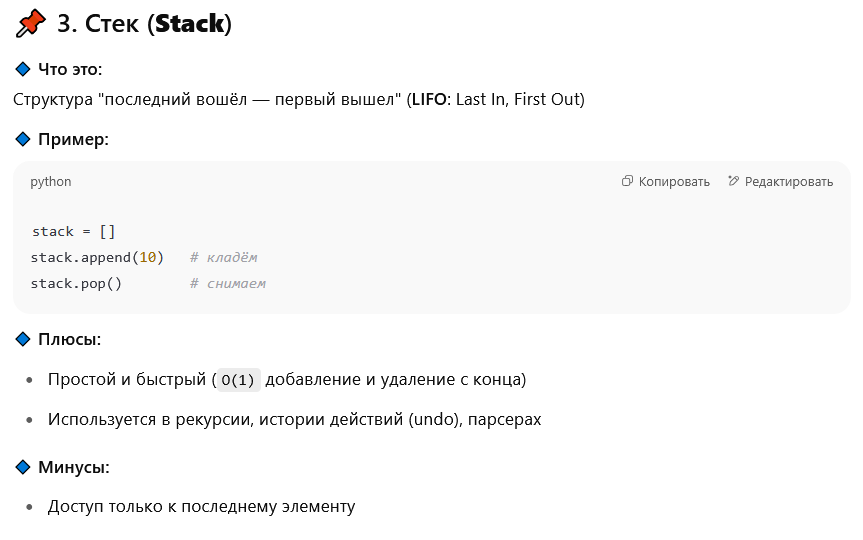 📌 3. Стек (Stack)
🔹 Что это:
Структура "последний вошёл — первый вышел" (LIFO: Last In, First Out)
🔹 Пример:
python
Копировать
Редактировать
stack = []
stack.append(10)   # кладём
stack.pop()        # снимаем
🔹 Плюсы:
• Простой и быстрый (O(1) добавление и удаление с конца)
• Используется в рекурсии, истории действий (undo), парсерах
🔹 Минусы:
• Доступ только к последнему элементу